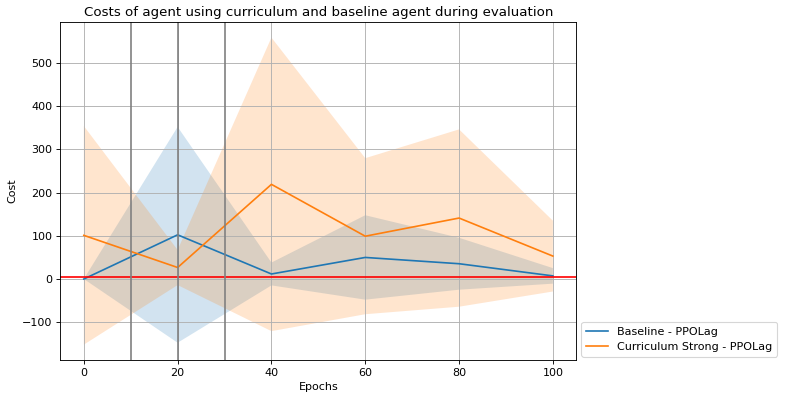 Costs of agent using curriculum and baseline agent during evaluation
500
400
300
200
100
0
−100
Cost
0 20 40 60 80 100
Epochs
Baseline - PPOLag
Curriculum Strong - PPOLag